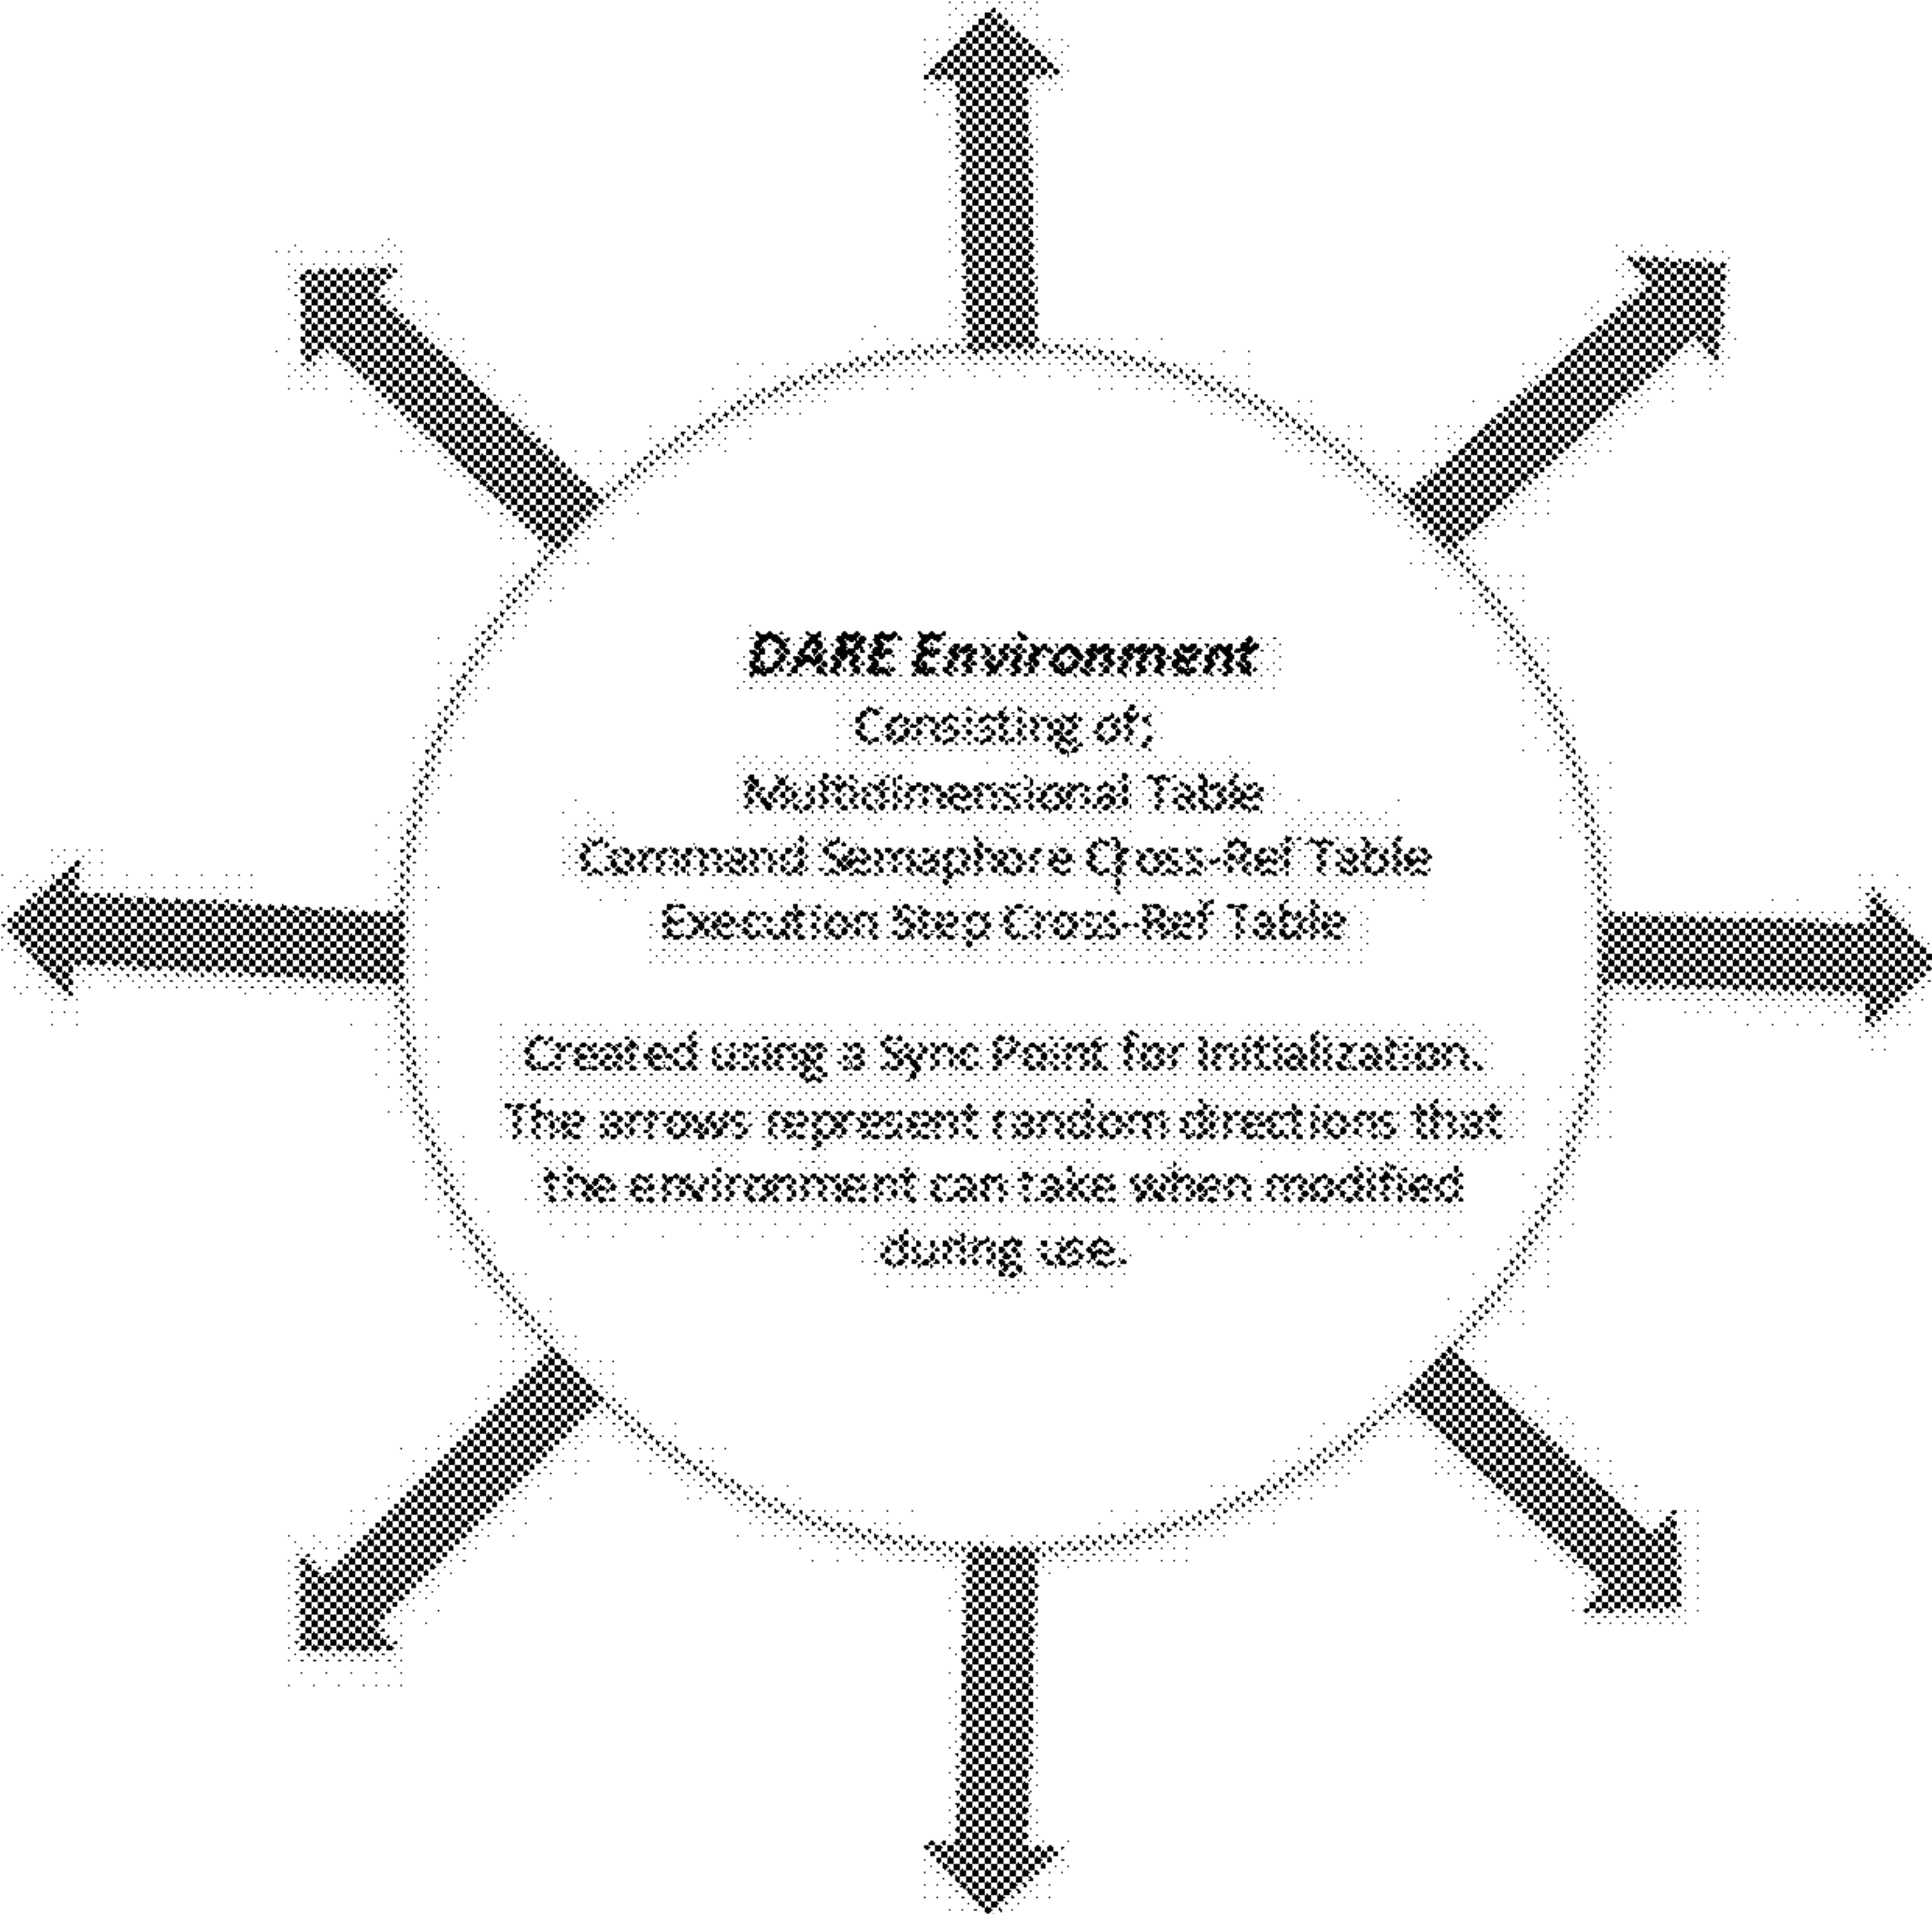 DARE Environment
Consisting of;
Multidimensional Table
Command Semaphore Cross-Ref Table
Execution Step Cross-Ref Table
Created using a Sync Point for Initialization.
The arrows represent random directions that
the environment can take when modified
during use.